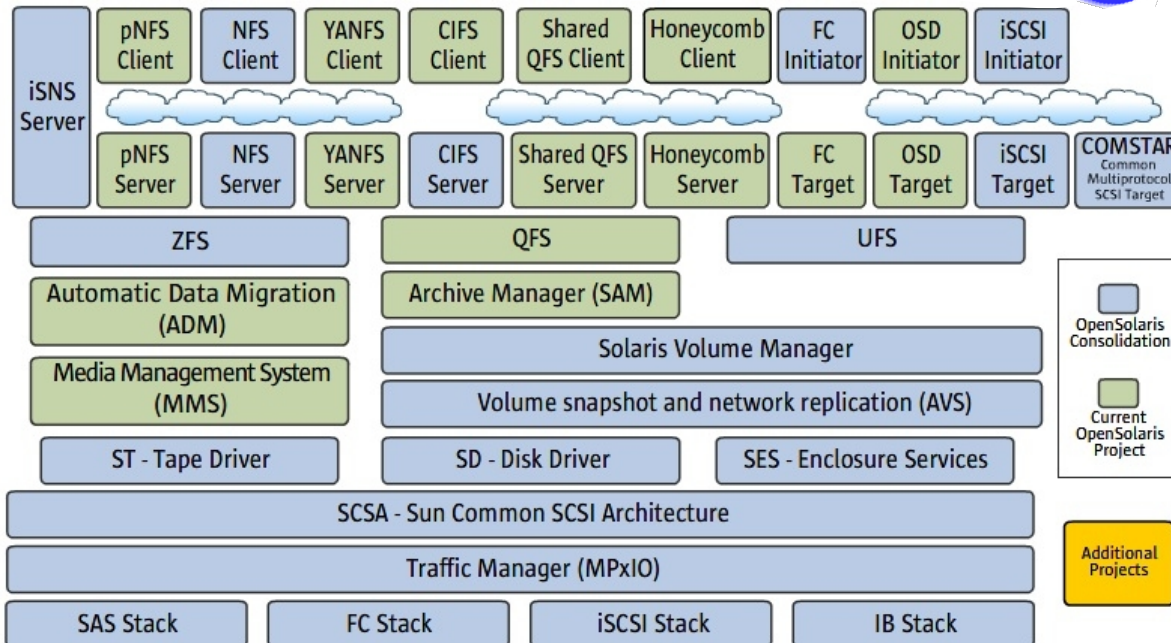 iSNS
Server
pNFS
Client
NFS
Client
YANFS
Client
CIFS
Client
Shared
QFS Client
Honeycomb
Client
FC
Initiator
OSD
Initiator
iSCSI
Initiator
pNFS
Server
NFS
Server
YANFS
Server
CIFS
Server
Shared QFS
Server
Honeycomb
Server
FC
Target
OSD
Target
iSCSI
Target
COMSTAR
Common
Multiprotocol
SCSI Target
ZFS
QFS
UFS
Automatic Data Migration
(ADM)
Archive Manager (SAM)
Solaris Volume Manager
Media Management System
(MMS)
Volume snapshot and network replication (AVS)
OpenSolaris
Consolidation
Current
OpenSolaris
Project
ST - Tape Driver
SD - Disk Driver
SES - Enclosure Services
SCSA - Sun Common SCSI Architecture
Traffic Manager (MPxIO)
Additional
Projects
SAS Stack
FC Stack
iSCSI Stack
IB Stack